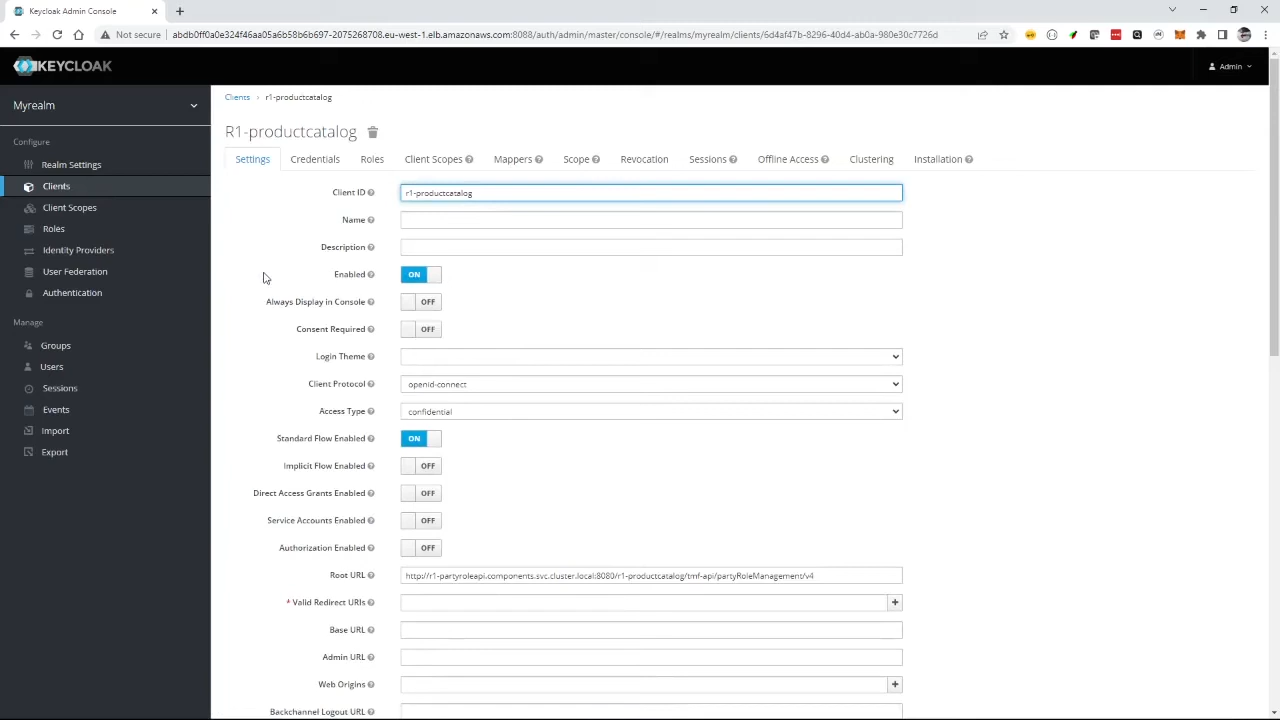 Keycloak Admin Console
Not secure abdb0ff0a0e324f46aa05a6b58b6b697-2075268708.eu-west-1.elb.amazonaws.com:8088/auth/admin/master/console/#/realms/myrealm/clients/6d4af47b-8296-40d4-ab0a-980e30c7726d
KEYCLOAK
Admin
Myrealm
Configure
Realm Settings
Clients
Client Scopes
Roles
Identity Providers
User Federation
Authentication
Manage
Groups
Users
Sessions
Events
Import
Export
Clients > r1-productcatalog
R1-productcatalog
Settings Credentials Roles Client Scopes Mappers Scope Revocation Sessions Offline Access Clustering Installation
Client ID r1-productcatalog
Name
Description
Enabled ON
Always Display in Console OFF
Consent Required OFF
Login Theme
Client Protocol openid-connect
Access Type confidential
Standard Flow Enabled ON
Implicit Flow Enabled OFF
Direct Access Grants Enabled OFF
Service Accounts Enabled OFF
Authorization Enabled OFF
Root URL http://r1-partyroleapi.components.svc.cluster.local:8080/r1-productcatalog/tmf-api/partyRoleManagement/v4
* Valid Redirect URIs
Base URL
Admin URL
Web Origins
Backchannel Logout URL